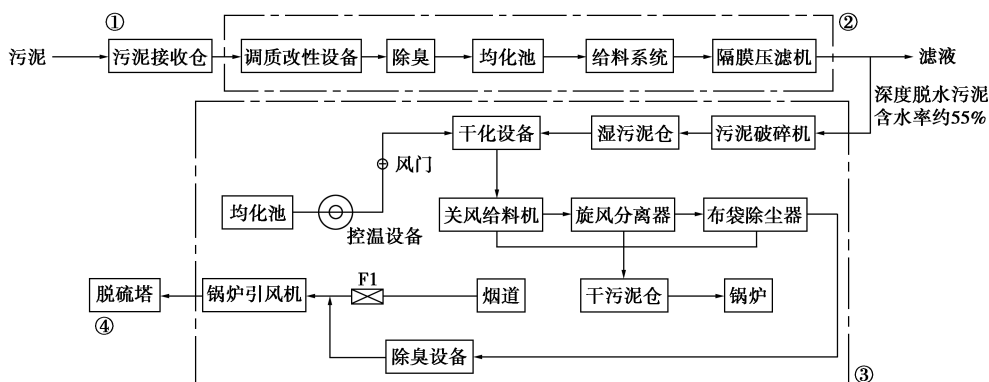 ①
②
污泥
污泥接收仓
调质改性设备
除臭
均化池
给料系统
隔膜压滤机
滤液
深度脱水污泥
含水率约55%
干化设备
湿污泥仓
污泥破碎机
风门
均化池
控温设备
关风给料机
旋风分离器
布袋除尘器
脱硫塔
④
锅炉引风机
F1
烟道
干污泥仓
锅炉
除臭设备
③